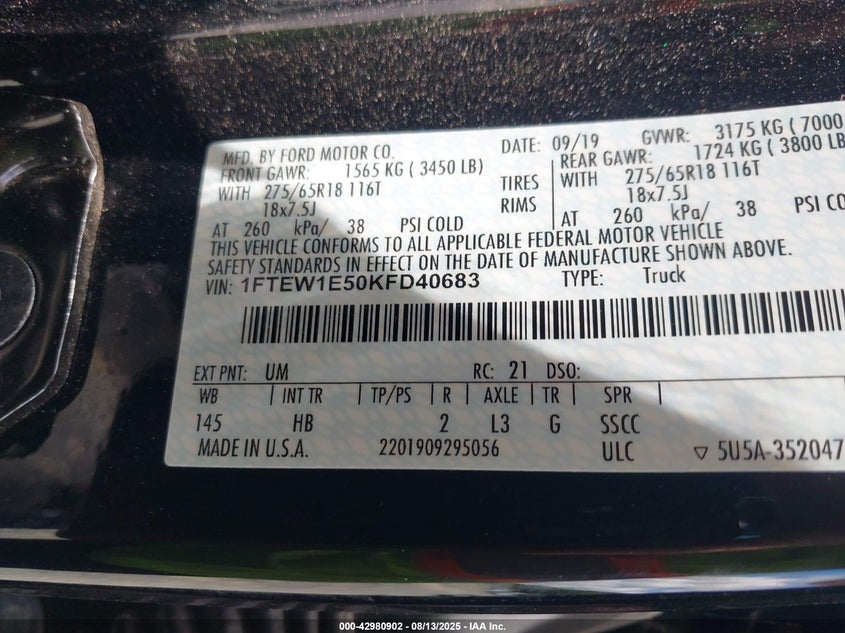 MFD. BY FORD MOTOR CO. DATE: 09/19 GVWR: 3175 KG ( 7000
FRONT GAWR: 1565 KG ( 3450 LB) REAR GAWR: 1724 KG ( 3800 LB
WITH 275/65R18 116T TIRES WITH 275/65R18 116T
18x7.5J RIMS 18x7.5J
AT 260 kPa/ 38 PSI COLD AT 260 kPa/ 38 PSI CO
THIS VEHICLE CONFORMS TO ALL APPLICABLE FEDERAL MOTOR VEHICLE
SAFETY STANDARDS IN EFFECT ON THE DATE OF MANUFACTURE SHOWN ABOVE.
VIN: 1FTEW1E50KFD40683 TYPE: Truck
EXT PNT: UM RC: 21 DSO:
WB | INT TR | TP/PS | R | AXLE | TR | SPR
145 HB 2 L3 G SSCC
MADE IN U.S.A. 2201909295056 ULC ▽ 5U5A-352047
000-42980902 - 08/13/2025 - IAA Inc.